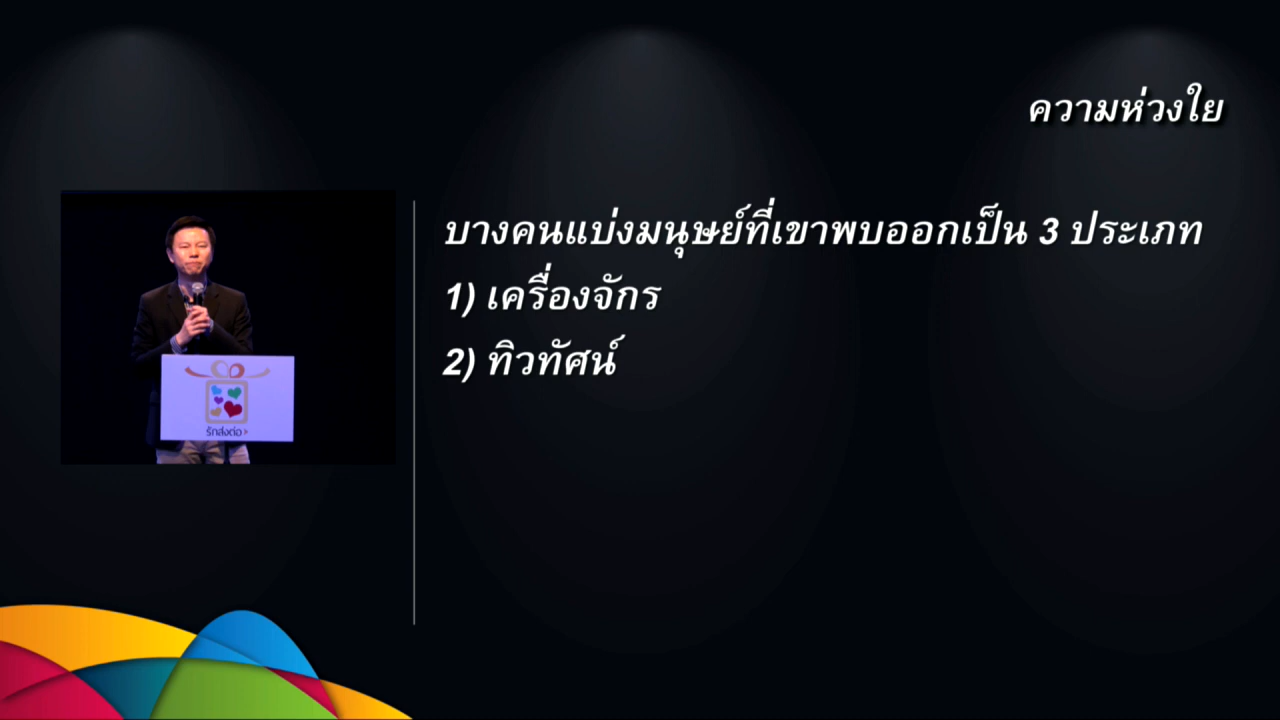 ความห่วงใย
บางคนแบ่งมนุษย์ที่เขาพบออกเป็น 3 ประเภท
1) เครื่องจักร
2) ทิวทัศน์
รักส่งต่อ >